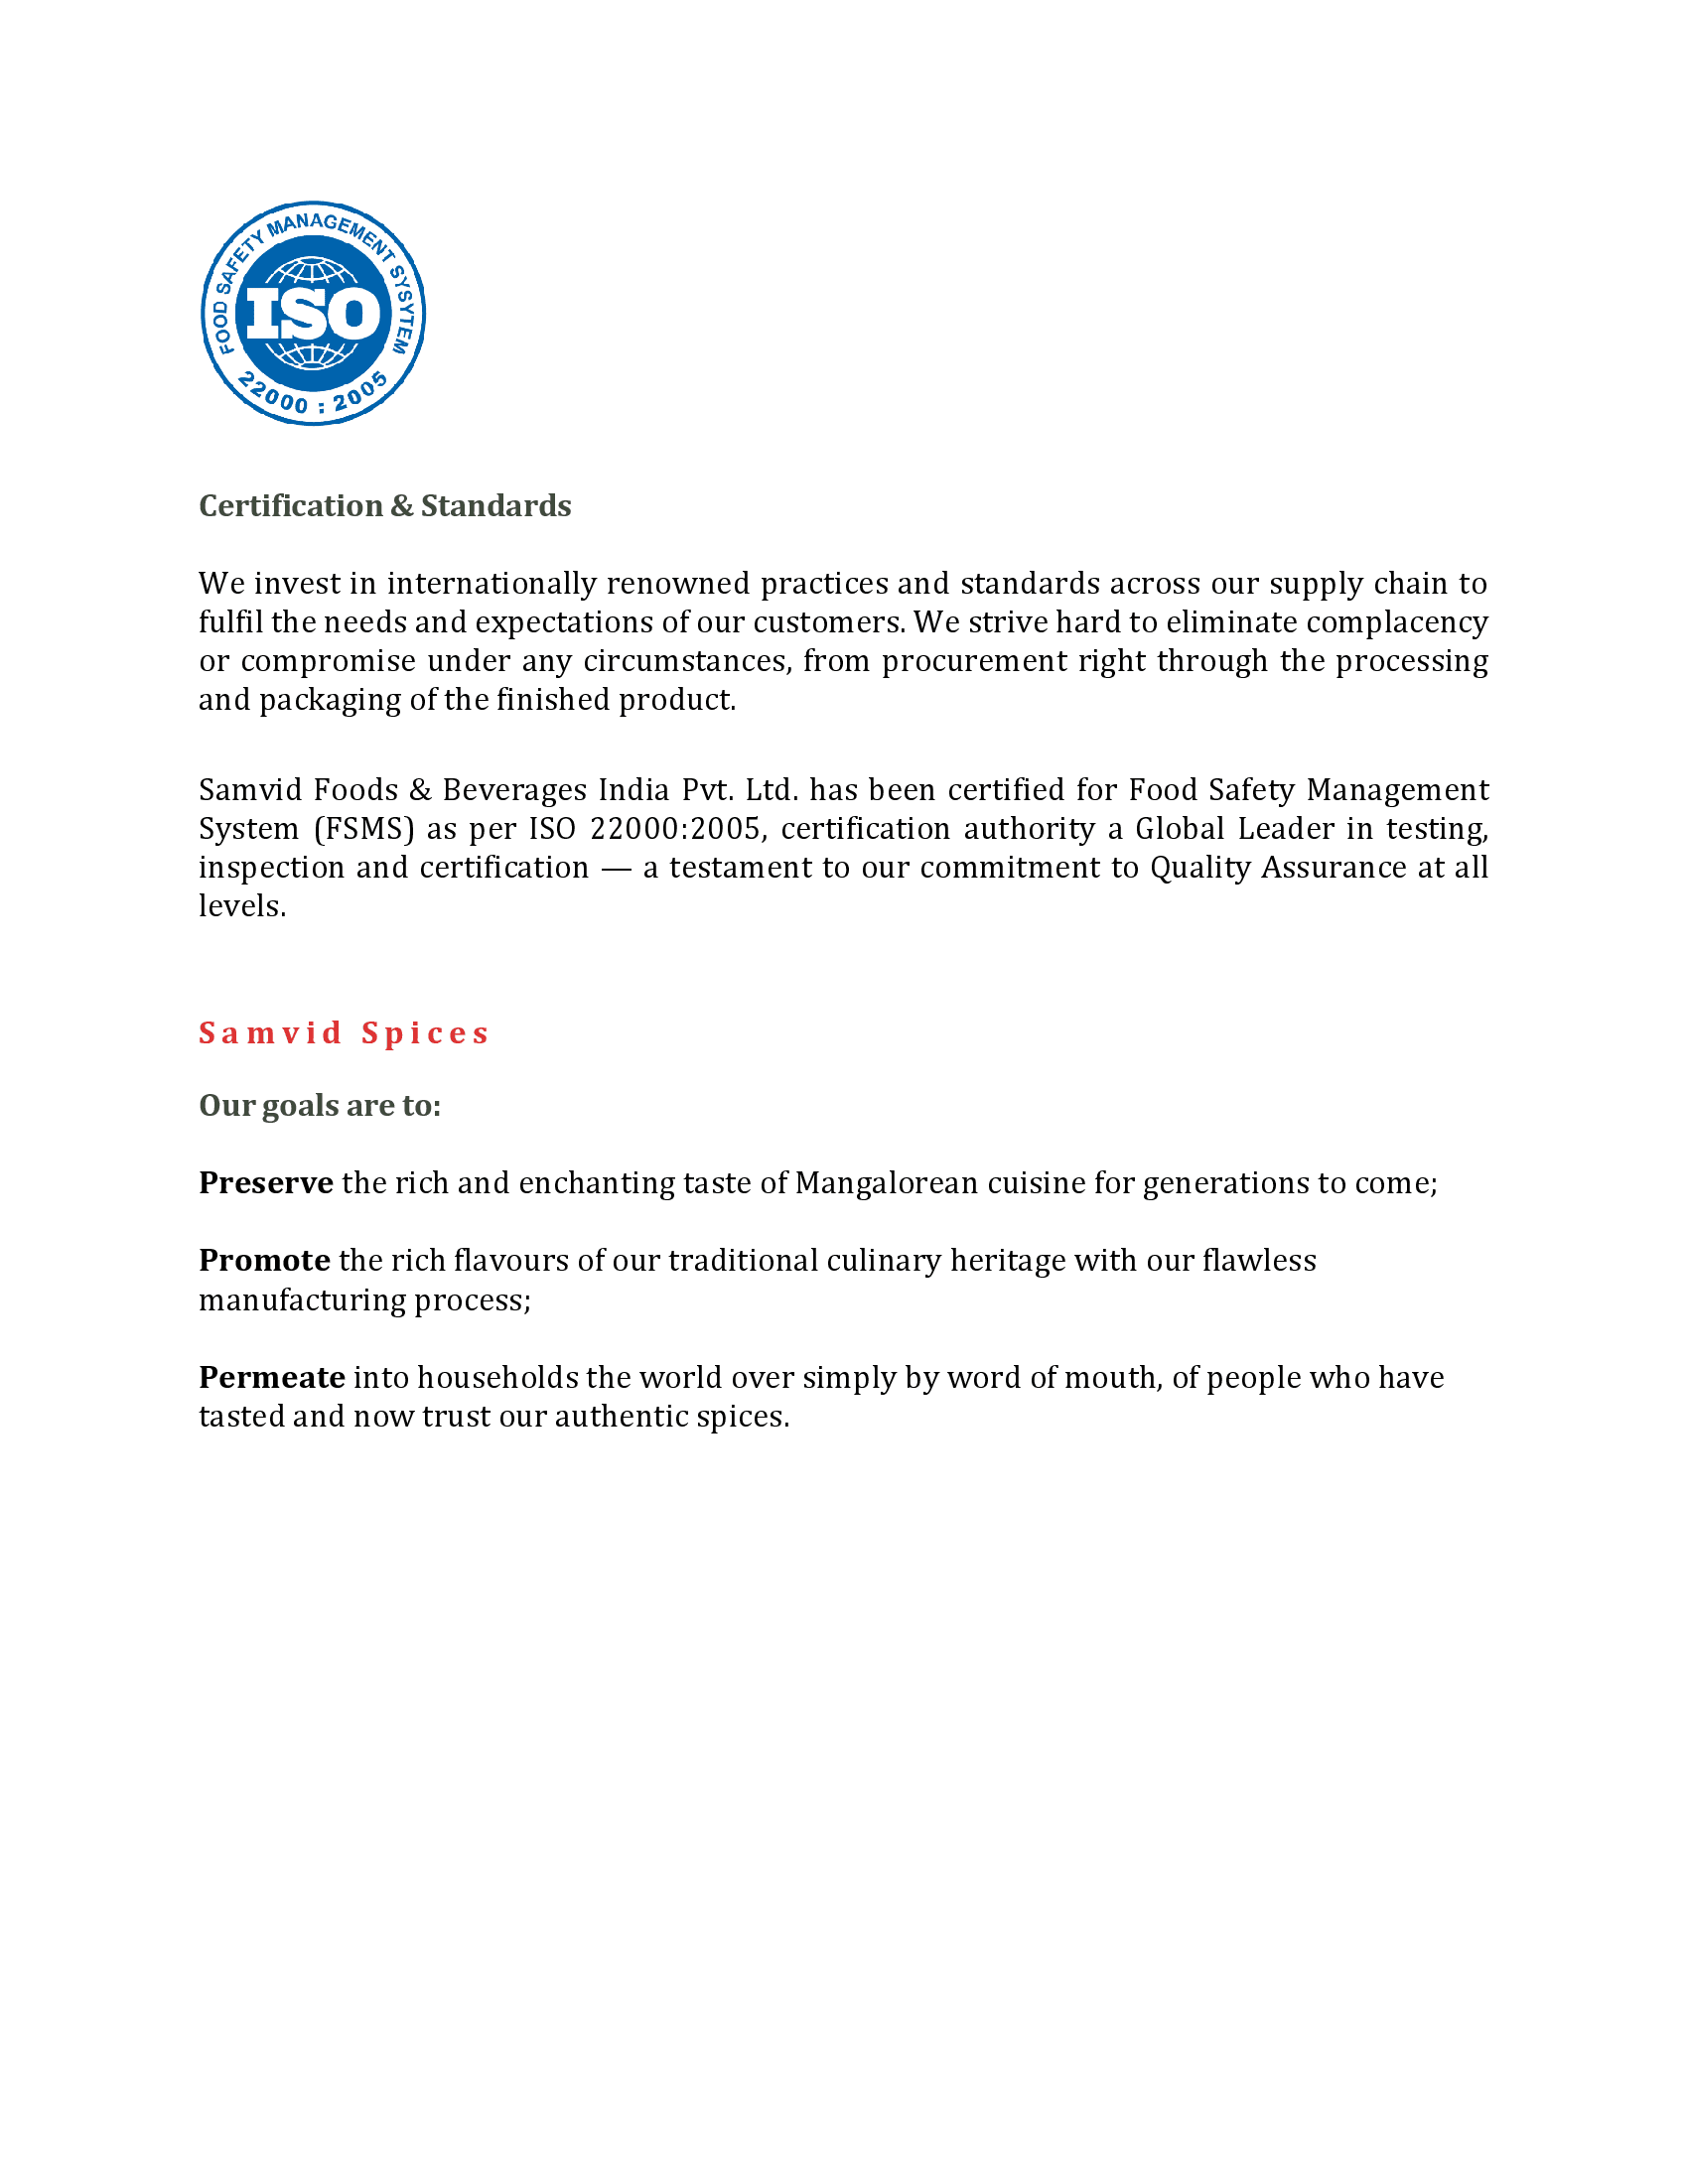 FOOD SAFETY MANAGEMENT SYSYTEM
ISO
22000 : 2005
Certification & Standards
We invest in internationally renowned practices and standards across our supply chain to
fulfil the needs and expectations of our customers. We strive hard to eliminate complacency
or compromise under any circumstances, from procurement right through the processing
and packaging of the finished product.
Samvid Foods & Beverages India Pvt. Ltd. has been certified for Food Safety Management
System (FSMS) as per ISO 22000:2005, certification authority a Global Leader in testing,
inspection and certification — a testament to our commitment to Quality Assurance at all
levels.
Samvid Spices
Our goals are to:
Preserve the rich and enchanting taste of Mangalorean cuisine for generations to come;
Promote the rich flavours of our traditional culinary heritage with our flawless
manufacturing process;
Permeate into households the world over simply by word of mouth, of people who have
tasted and now trust our authentic spices.